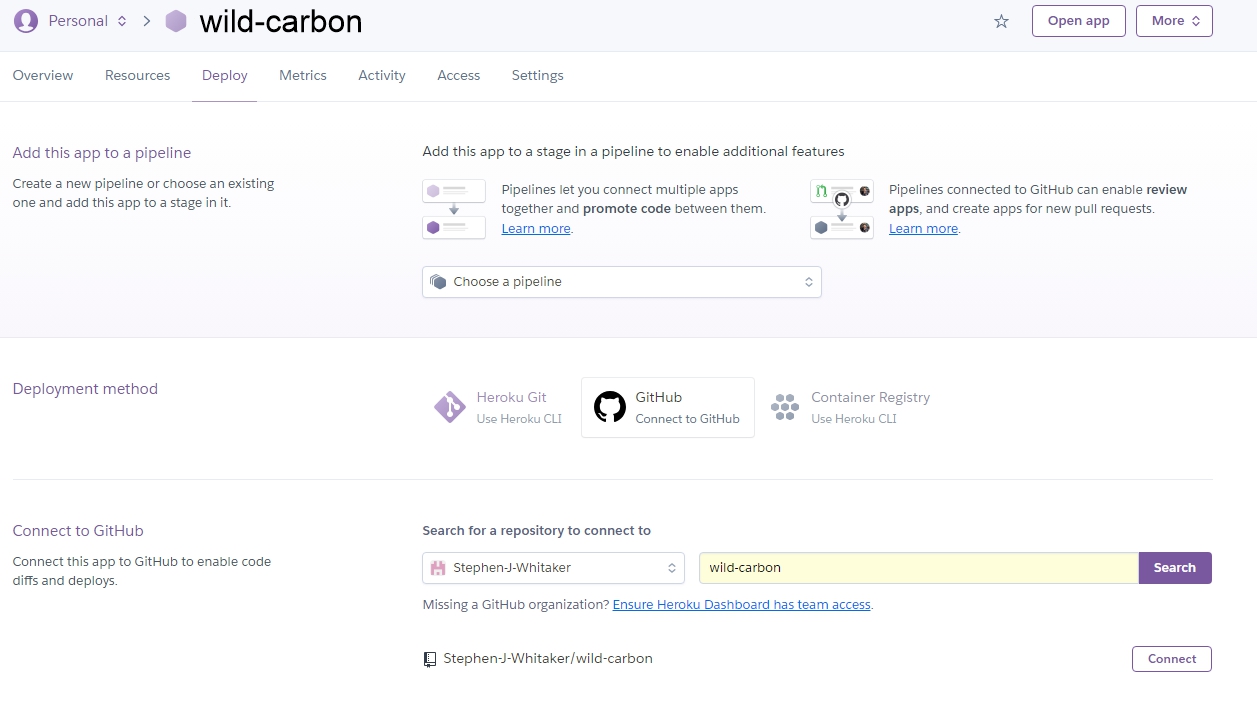 Personal
wild-carbon
Open app
More
Overview
Resources
Deploy
Metrics
Activity
Access
Settings
Add this app to a pipeline
Create a new pipeline or choose an existing
one and add this app to a stage in it.
Add this app to a stage in a pipeline to enable additional features
Pipelines let you connect multiple apps
together and promote code between them.
Learn more.
Pipelines connected to GitHub can enable review
apps, and create apps for new pull requests.
Learn more.
Choose a pipeline
Deployment method
Heroku Git
Use Heroku CLI
GitHub
Connect to GitHub
Container Registry
Use Heroku CLI
Connect to GitHub
Connect this app to GitHub to enable code
diffs and deploys.
Search for a repository to connect to
Stephen-J-Whitaker
wild-carbon
Search
Missing a GitHub organization? Ensure Heroku Dashboard has team access.
Stephen-J-Whitaker/wild-carbon
Connect